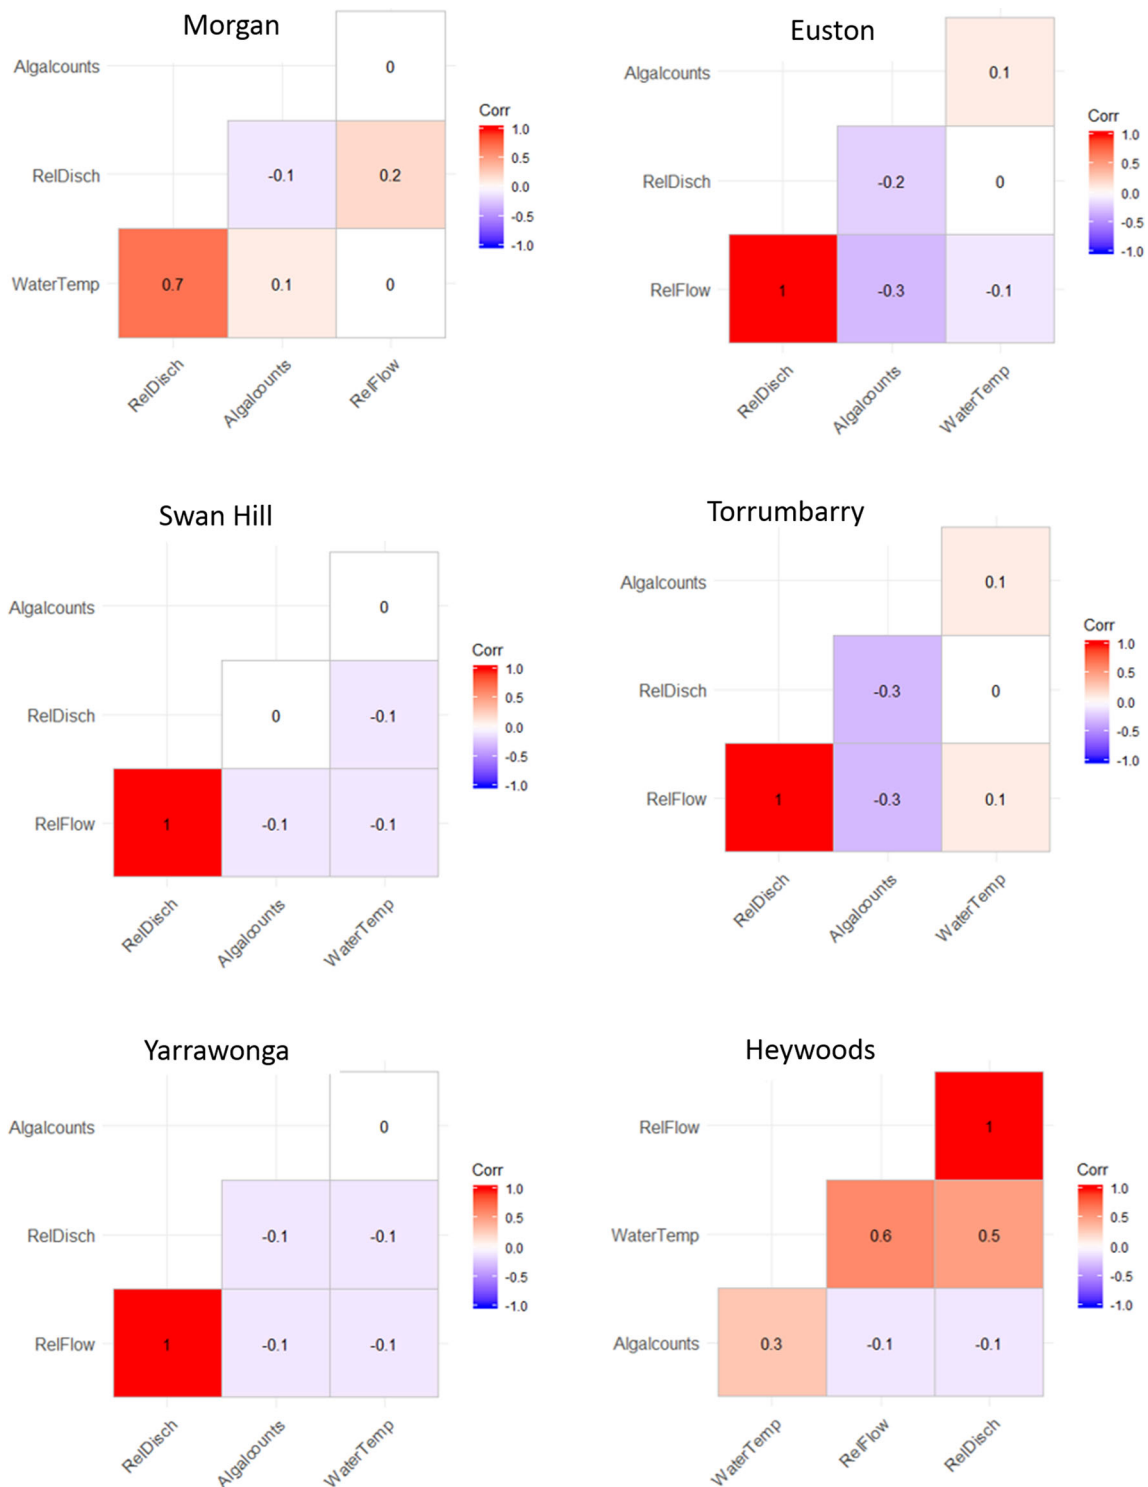 Morgan
Algalcounts
0
Corr
1.0
RelDisch
-0.1
0.2
0.5
0.0
-0.5
-1.0
WaterTemp
0.7
0.1
0
RelDisch
Algalcounts
RelFlow
Euston
Algalcounts
0.1
Corr
1.0
RelDisch
-0.2
0
0.5
0.0
-0.5
-1.0
RelFlow
1
-0.3
-0.1
RelDisch
Algalcounts
WaterTemp
Swan Hill
Algalcounts
0
Corr
1.0
RelDisch
0
-0.1
0.5
0.0
-0.5
-1.0
RelFlow
1
-0.1
-0.1
RelDisch
Algalcounts
WaterTemp
Torrumbarry
Algalcounts
0.1
Corr
1.0
RelDisch
-0.3
0
0.5
0.0
-0.5
-1.0
RelFlow
1
-0.3
0.1
RelDisch
Algalcounts
WaterTemp
Yarrawonga
Algalcounts
0
Corr
1.0
RelDisch
-0.1
-0.1
0.5
0.0
-0.5
-1.0
RelFlow
1
-0.1
-0.1
RelDisch
Algalcounts
WaterTemp
Heywoods
RelFlow
1
Corr
1.0
WaterTemp
0.6
0.5
0.5
0.0
-0.5
-1.0
Algalcounts
0.3
-0.1
-0.1
WaterTemp
RelFlow
RelDisch